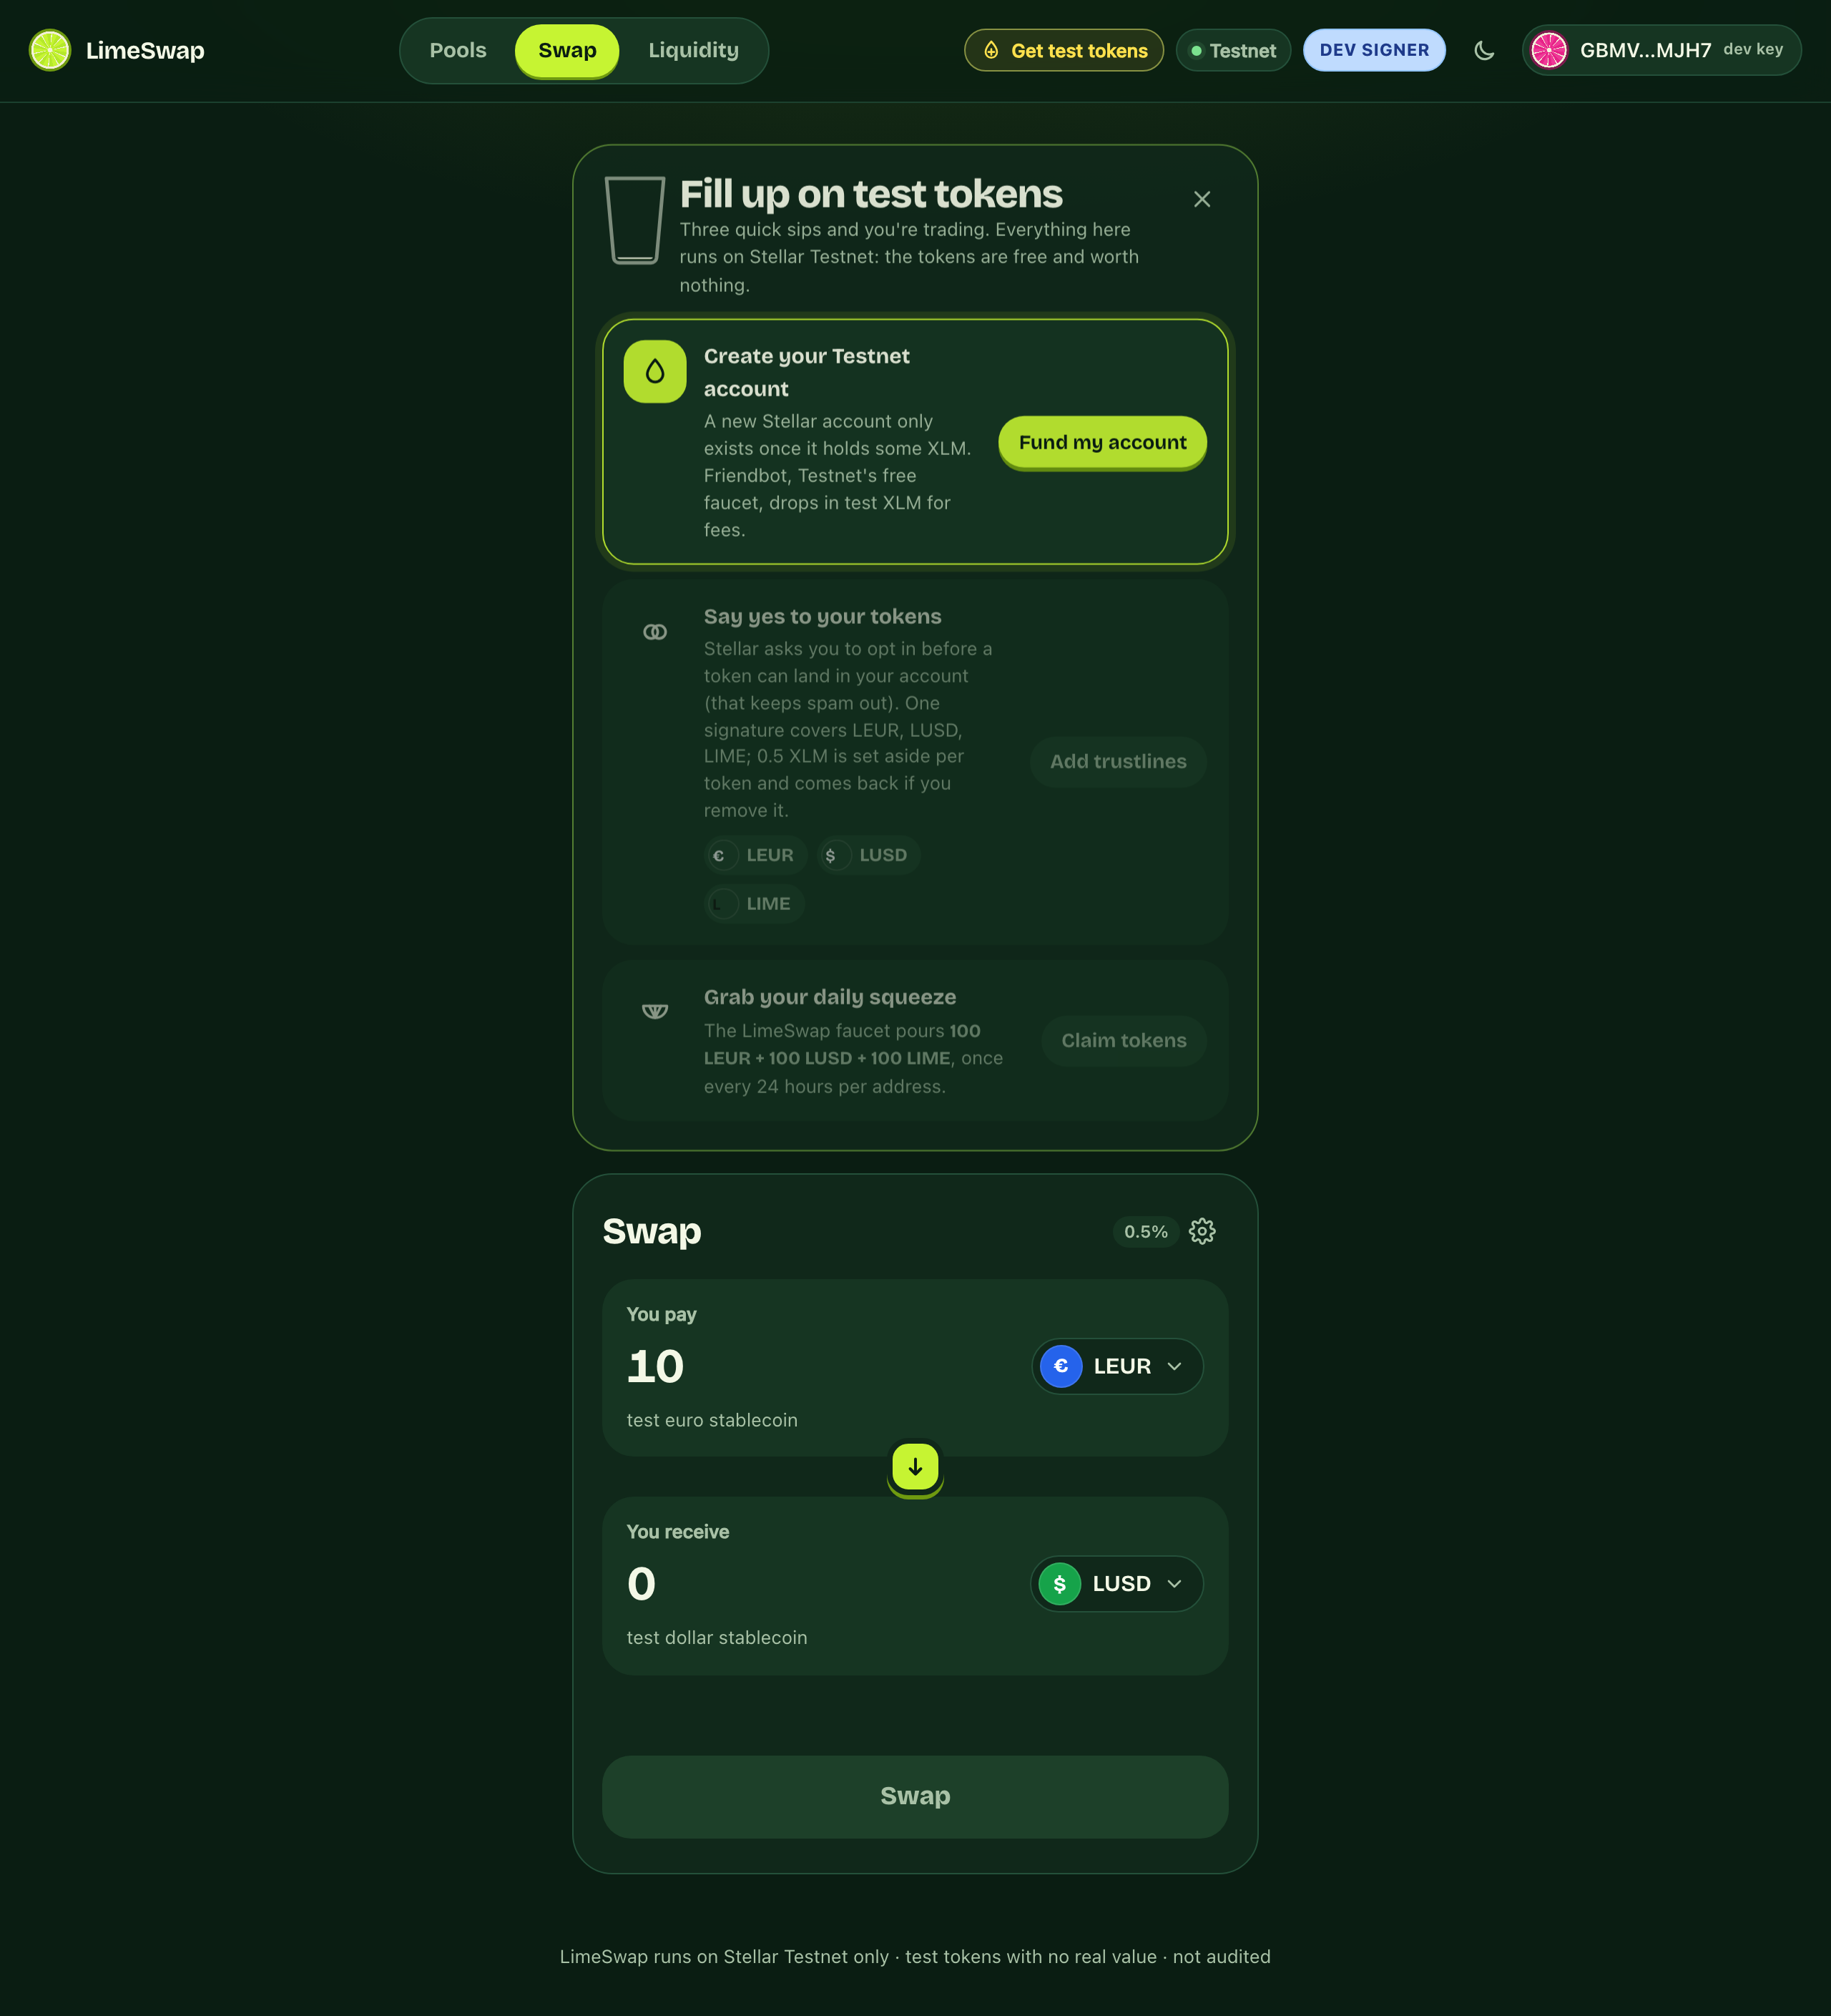 LimeSwap
Pools
Swap
Liquidity
Get test tokens
Testnet
DEV SIGNER
GBMV...MJH7 dev key
Fill up on test tokens
Three quick sips and you're trading. Everything here
runs on Stellar Testnet: the tokens are free and worth
nothing.
Create your Testnet
account
A new Stellar account only
exists once it holds some XLM.
Friendbot, Testnet's free
faucet, drops in test XLM for
fees.
Fund my account
Say yes to your tokens
Stellar asks you to opt in before a
token can land in your account
(that keeps spam out). One
signature covers LEUR, LUSD,
LIME; 0.5 XLM is set aside per
token and comes back if you
remove it.
Add trustlines
€ LEUR
$ LUSD
L LIME
Grab your daily squeeze
The LimeSwap faucet pours 100
LEUR + 100 LUSD + 100 LIME, once
every 24 hours per address.
Claim tokens
Swap
0.5%
You pay
10
€ LEUR
test euro stablecoin
You receive
0
$ LUSD
test dollar stablecoin
Swap
LimeSwap runs on Stellar Testnet only · test tokens with no real value · not audited